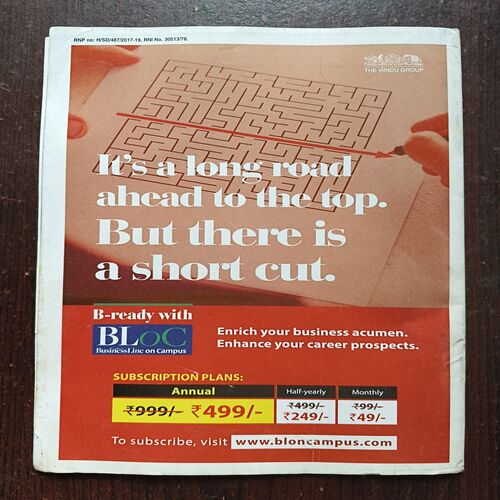 RNP no: H/SD/487/2017-19, RNI No. 30513/78.
THE HINDU GROUP
It's a long road
ahead to the top.
But there is
a short cut.
B-ready with
BLoC
BusinessLine on Campus
Enrich your business acumen.
Enhance your career prospects.
SUBSCRIPTION PLANS:
Annual
₹999/- ₹499/-
Half-yearly
₹499/-
₹249/-
Monthly
₹99/-
₹49/-
To subscribe, visit www.bloncampus.com